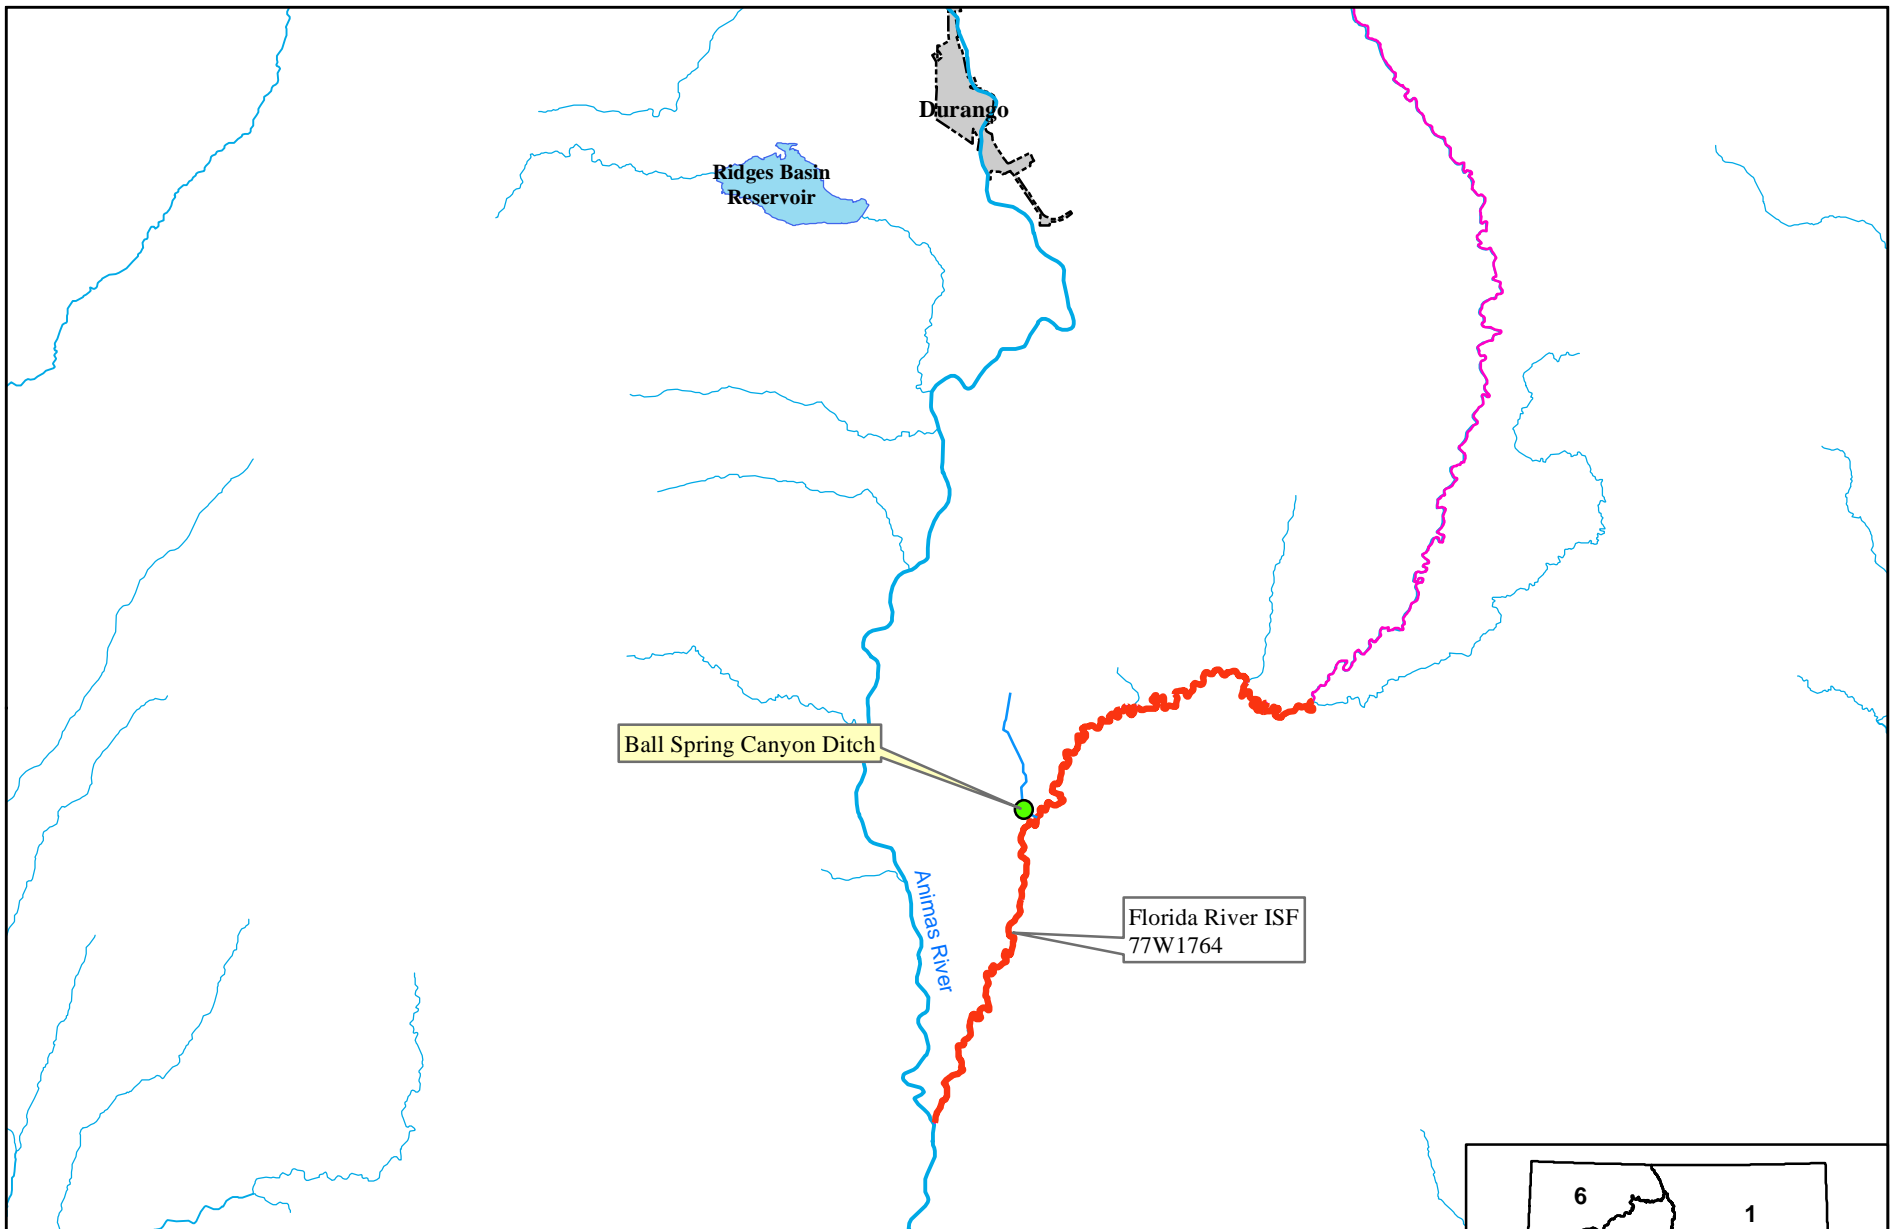 Durango
Ridges Basin
Reservoir
Ball Spring Canyon Ditch
Animas River
Florida River ISF
77W1764
6
1